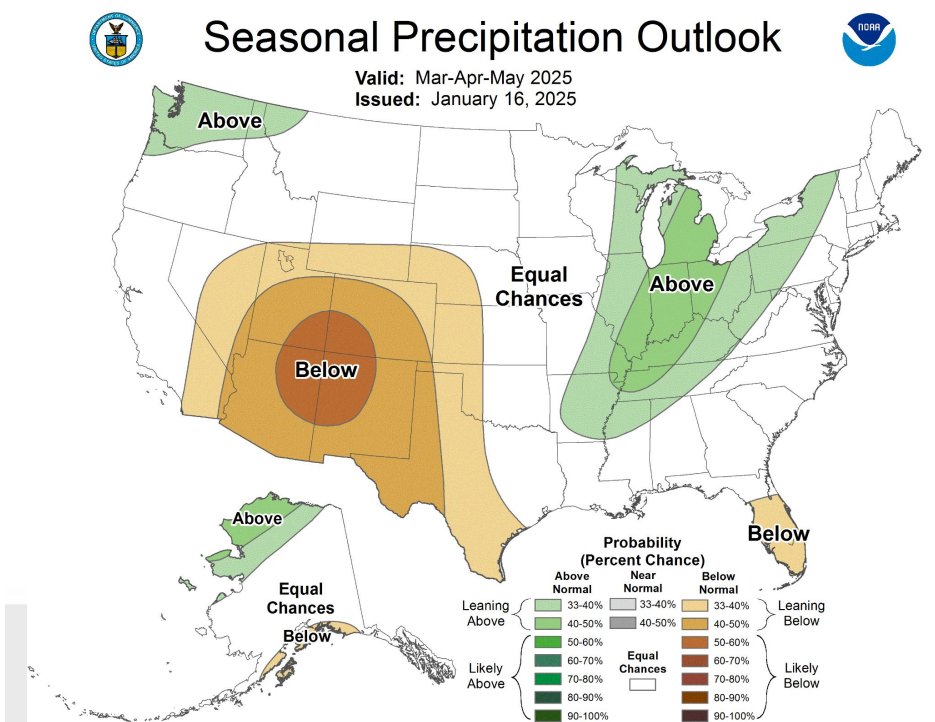 Seasonal Precipitation Outlook
NOAA
Valid: Mar-Apr-May 2025
Issued: January 16, 2025
Above
Equal
Chances
Above
Below
Above
Below
Equal
Chances
Below
Probability
(Percent Chance)
Above
Normal
Near
Normal
Below
Normal
Leaning
Above
33-40% 33-40% 33-40%
40-50% 40-50% 40-50%
Leaning
Below
50-60% 50-60%
60-70% 60-70%
70-80% 70-80%
80-90% 80-90%
90-100% 90-100%
Likely
Above
Equal
Chances
Likely
Below